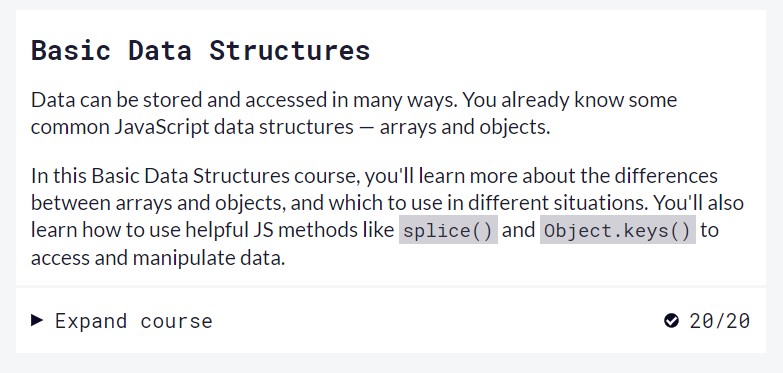 Basic Data Structures
Data can be stored and accessed in many ways. You already know some
common JavaScript data structures — arrays and objects.
In this Basic Data Structures course, you'll learn more about the differences
between arrays and objects, and which to use in different situations. You'll also
learn how to use helpful JS methods like splice() and Object.keys() to
access and manipulate data.
Expand course 20/20